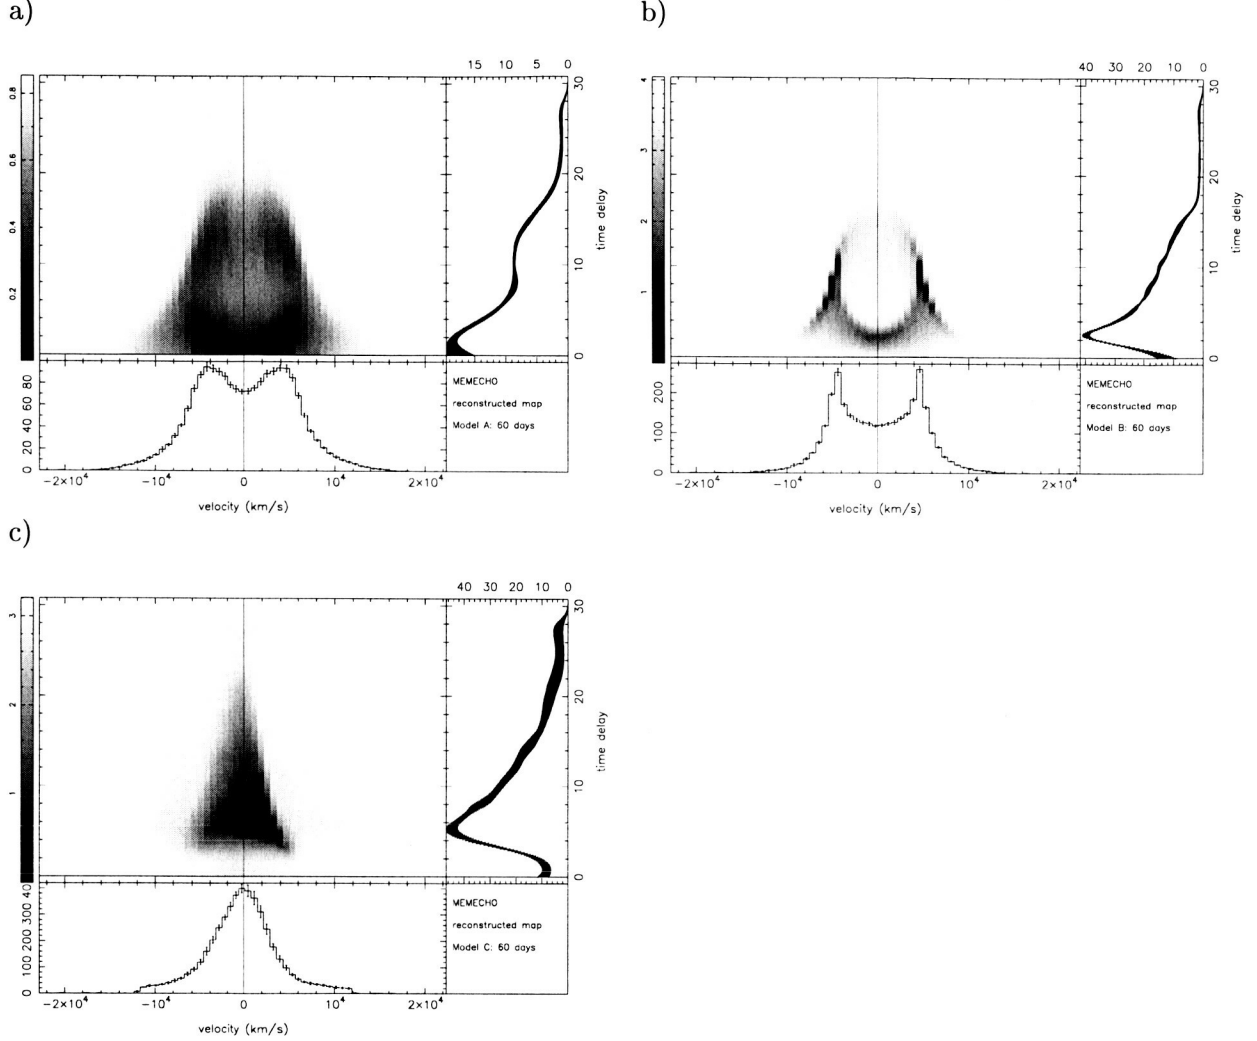 a)
15 10 5 0
0.8
0.6
0.4
0.2
30
20
10
0
time delay
80
60
40
20
0
MEMECHO
reconstructed map
Model A: 60 days
−2×10⁴ −10⁴ 0 10⁴ 2×10⁴
velocity (km/s)
b)
40 30 20 10 0
4
3
2
1
30
20
10
0
time delay
200
100
0
MEMECHO
reconstructed map
Model B: 60 days
−2×10⁴ −10⁴ 0 10⁴ 2×10⁴
velocity (km/s)
c)
40 30 20 10 0
3
2
1
30
20
10
0
time delay
0 100 200 300 40
MEMECHO
reconstructed map
Model C: 60 days
−2×10⁴ −10⁴ 0 10⁴ 2×10⁴
velocity (km/s)